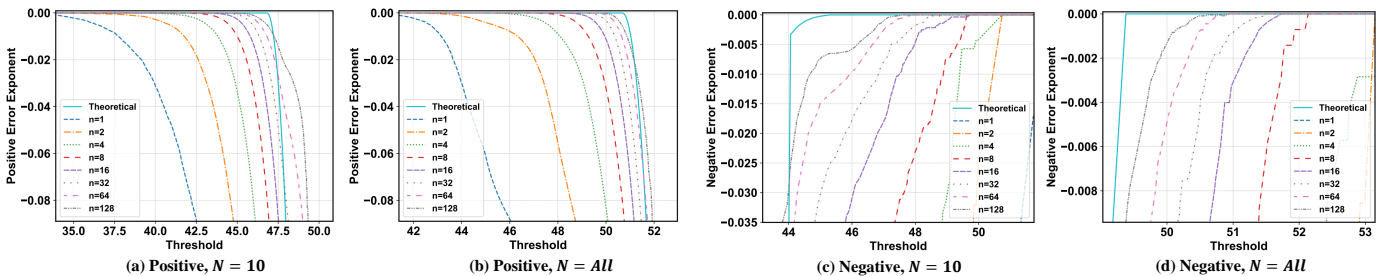 Positive Error Exponent
0.00
−0.02
−0.04
−0.06
−0.08
35.0 37.5 40.0 42.5 45.0 47.5 50.0
Threshold
Theoretical
n=1
n=2
n=4
n=8
n=16
n=32
n=64
n=128
(a) Positive, N = 10
Positive Error Exponent
0.00
−0.02
−0.04
−0.06
−0.08
42 44 46 48 50 52
Threshold
Theoretical
n=1
n=2
n=4
n=8
n=16
n=32
n=64
n=128
(b) Positive, N = All
Negative Error Exponent
0.000
−0.005
−0.010
−0.015
−0.020
−0.025
−0.030
−0.035
44 46 48 50
Threshold
Theoretical
n=1
n=2
n=4
n=8
n=16
n=32
n=64
n=128
(c) Negative, N = 10
Negative Error Exponent
0.000
−0.002
−0.004
−0.006
−0.008
50 51 52 53
Threshold
Theoretical
n=1
n=2
n=4
n=8
n=16
n=32
n=64
n=128
(d) Negative, N = All